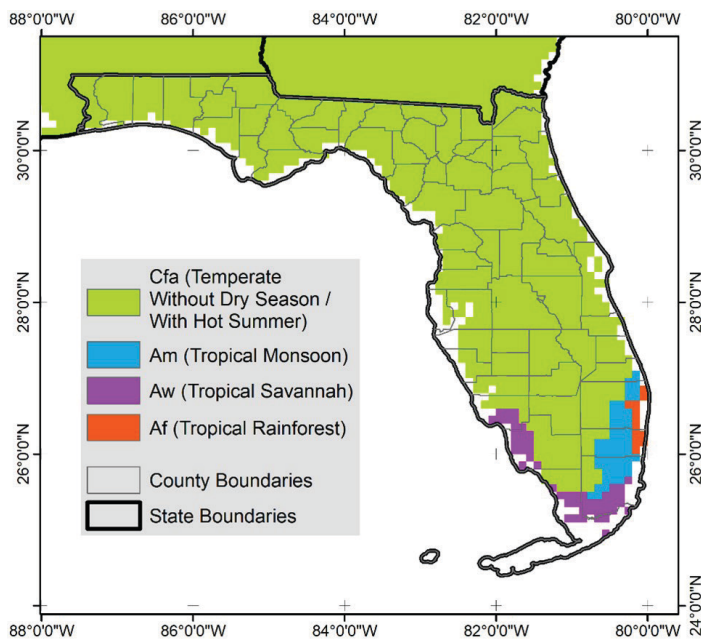 88°0'0"W 86°0'0"W 84°0'0"W 82°0'0"W 80°0'0"W
30°0'0"N
28°0'0"N
26°0'0"N
24°0'0"N
Cfa (Temperate
Without Dry Season /
With Hot Summer)
Am (Tropical Monsoon)
Aw (Tropical Savannah)
Af (Tropical Rainforest)
County Boundaries
State Boundaries
30°0'0"N
28°0'0"N
26°0'0"N
24°0'0"N
88°0'0"W 86°0'0"W 84°0'0"W 82°0'0"W 80°0'0"W